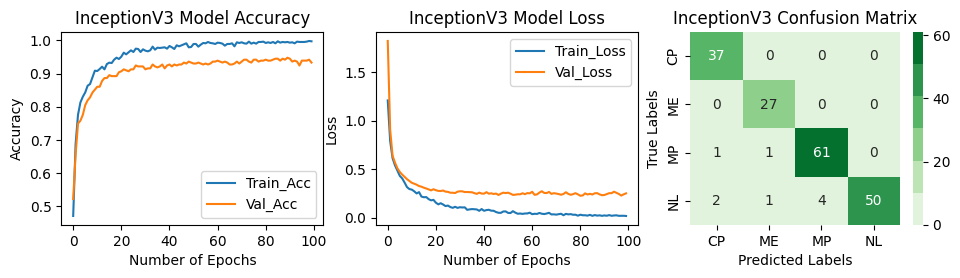 InceptionV3 Model Accuracy
Accuracy
1.0
0.9
0.8
0.7
0.6
0.5
Train_Acc
Val_Acc
0 20 40 60 80 100
Number of Epochs
InceptionV3 Model Loss
Loss
1.5
1.0
0.5
0.0
Train_Loss
Val_Loss
0 20 40 60 80 100
Number of Epochs
InceptionV3 Confusion Matrix
True Labels
CP 37 0 0 0
ME 0 27 0 0
MP 1 1 61 0
NL 2 1 4 50
CP ME MP NL
Predicted Labels
60
40
20
0